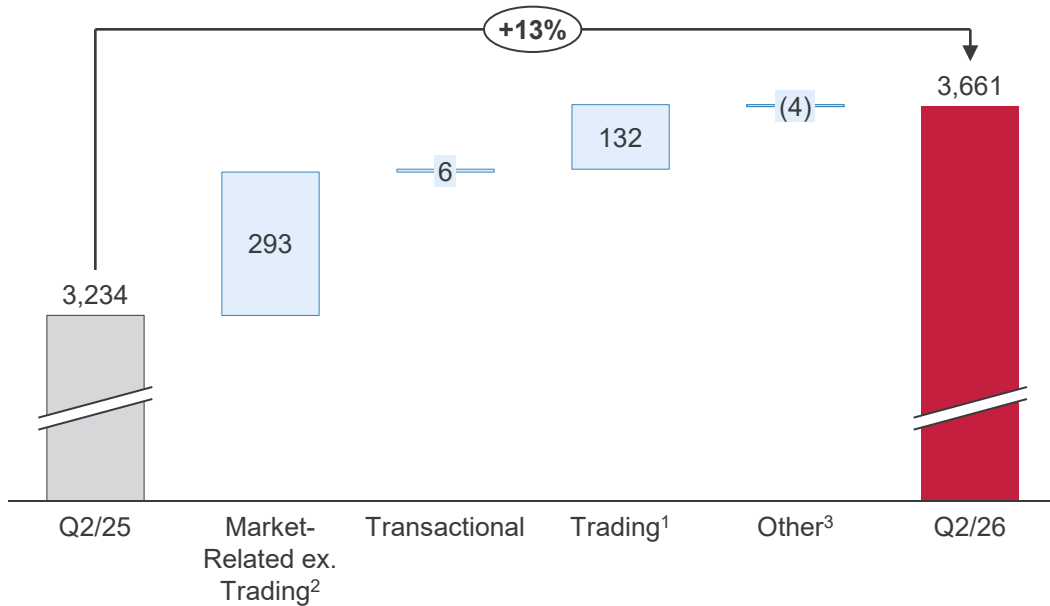 +13%
3,661
(4)
132
6
293
3,234
Q2/25
Market-
Related ex.
Trading²
Transactional
Trading¹
Other³
Q2/26